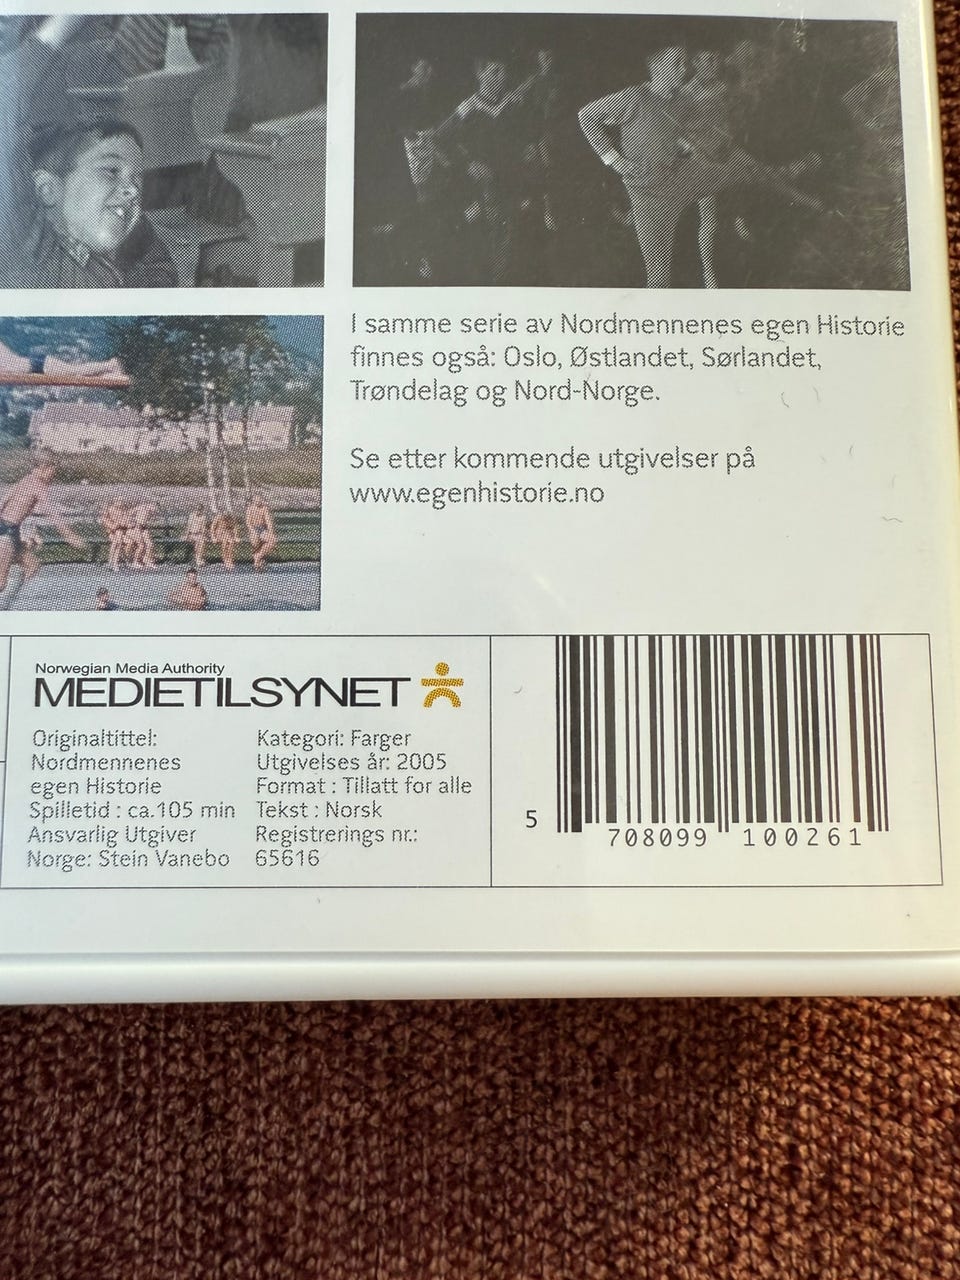 I samme serie av Nordmennenes egen Historie
finnes også: Oslo, Østlandet, Sørlandet,
Trøndelag og Nord-Norge.
Se etter kommende utgivelser på
www.egenhistorie.no
Norwegian Media Authority
MEDIETILSYNET
Originaltittel:
Nordmennenes
egen Historie
Spilletid : ca.105 min
Ansvarlig Utgiver
Norge: Stein Vanebo
Kategori: Farger
Utgivelses år: 2005
Format : Tillatt for alle
Tekst : Norsk
Registrerings nr.:
65616
5 708099 100261